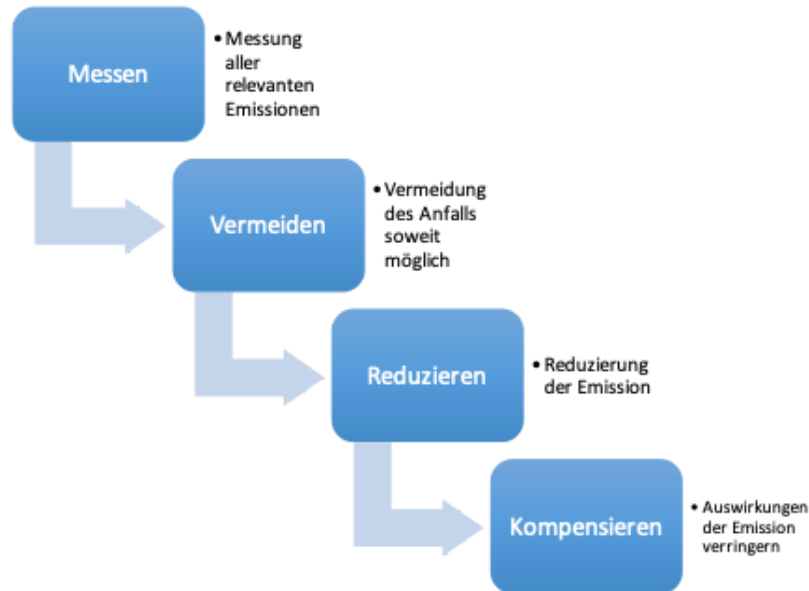 Messen
• Messung
aller
relevanten
Emissionen
Vermeiden
• Vermeidung
des Anfalls
soweit
möglich
Reduzieren
• Reduzierung
der Emission
Kompensieren
• Auswirkungen
der Emission
verringern